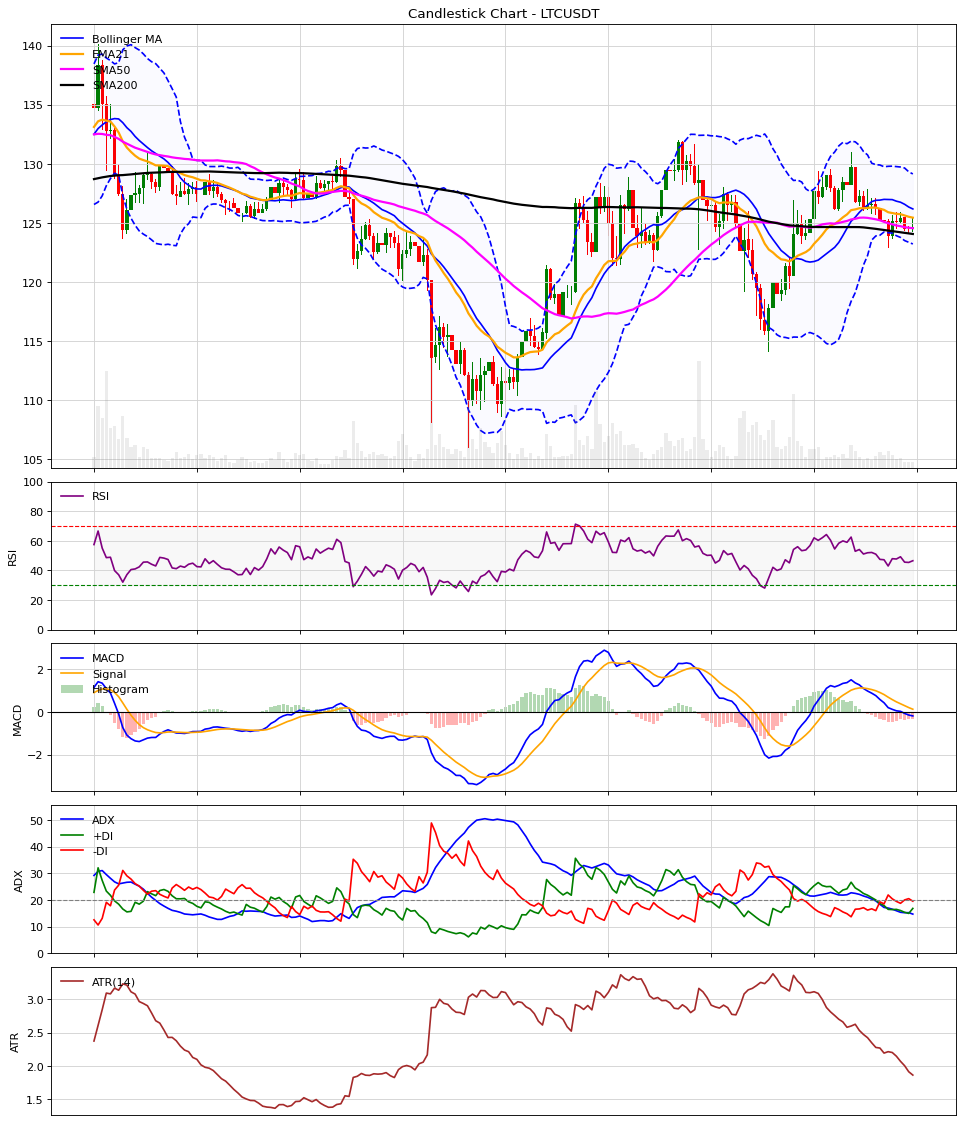 Candlestick Chart - LTCUSDT
Bollinger MA
EMA21
SMA50
SMA200
140
135
130
125
120
115
110
105
RSI
100
80
60
40
20
0
RSI
MACD
Signal
Histogram
2
0
−2
MACD
ADX
+DI
-DI
50
40
30
20
10
0
ADX
ATR(14)
3.0
2.5
2.0
1.5
ATR